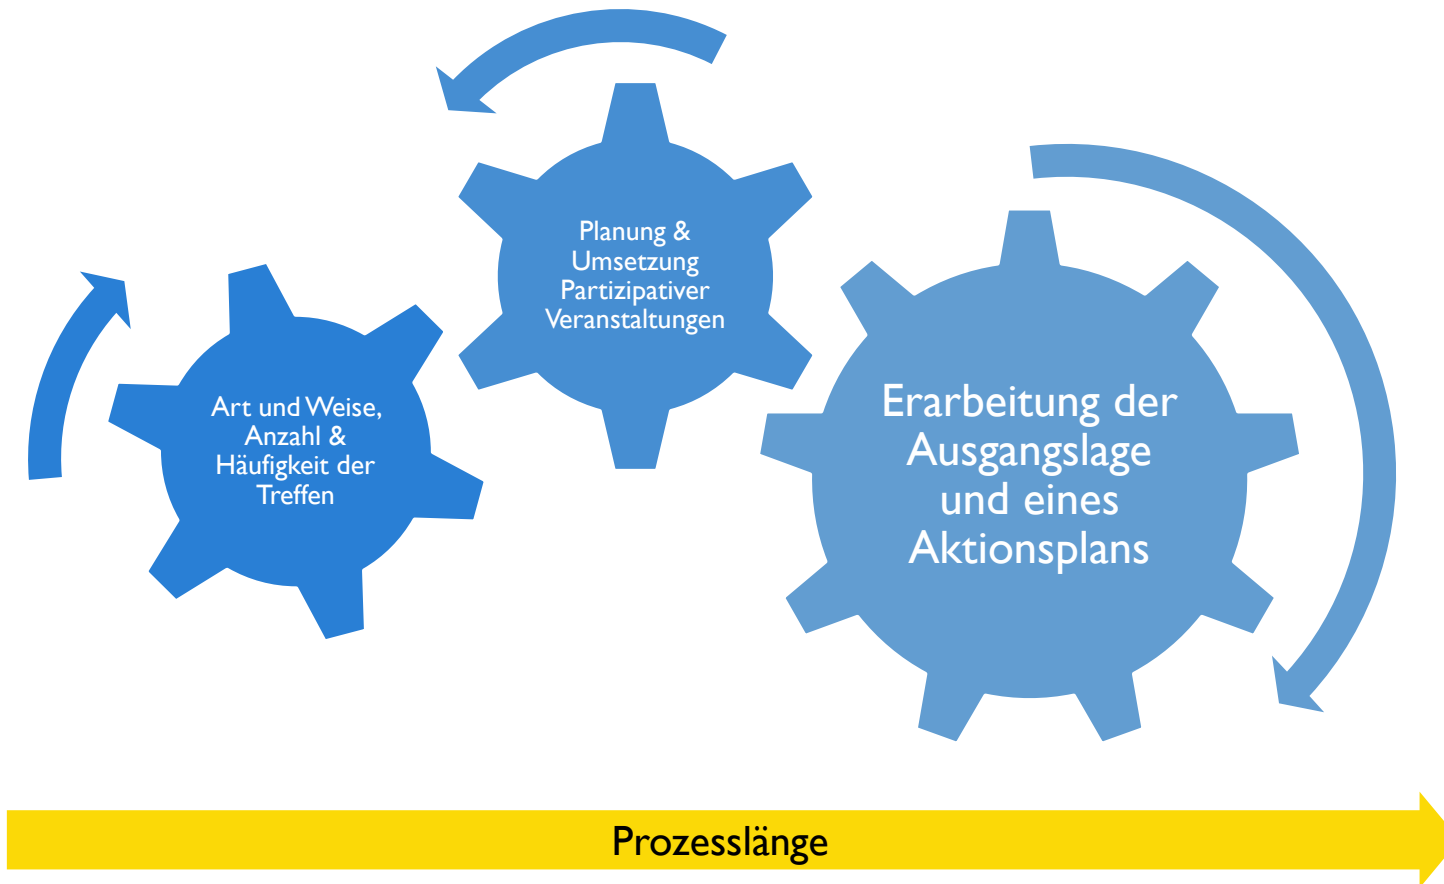 Planung &
Umsetzung
Partizipativer
Veranstaltungen
Art und Weise,
Anzahl &
Häufigkeit der
Treffen
Erarbeitung der
Ausgangslage
und eines
Aktionsplans
Prozesslänge